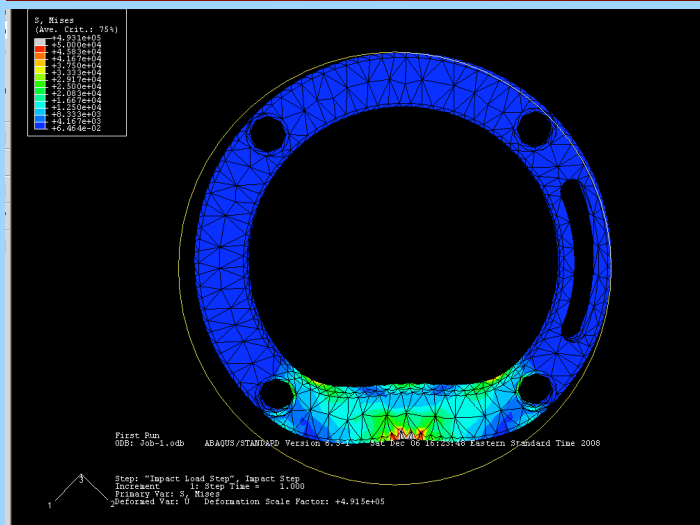 S, Mises
(Ave. Crit.: 75%)
+4.931e+05
+5.000e+04
+4.583e+04
+4.167e+04
+3.750e+04
+3.333e+04
+2.917e+04
+2.500e+04
+2.083e+04
+1.667e+04
+1.250e+04
+8.333e+03
+4.167e+03
+6.464e-02
First Run
ODB: Job-1.odb ABAQUS/STANDARD Version 6.5-1 Sat Dec 06 16:23:48 Eastern Standard Time 2008
3
1
2
Step: "Impact Load Step", Impact Step
Increment 1: Step Time = 1.000
Primary Var: S, Mises
Deformed Var: U Deformation Scale Factor: +4.915e+05